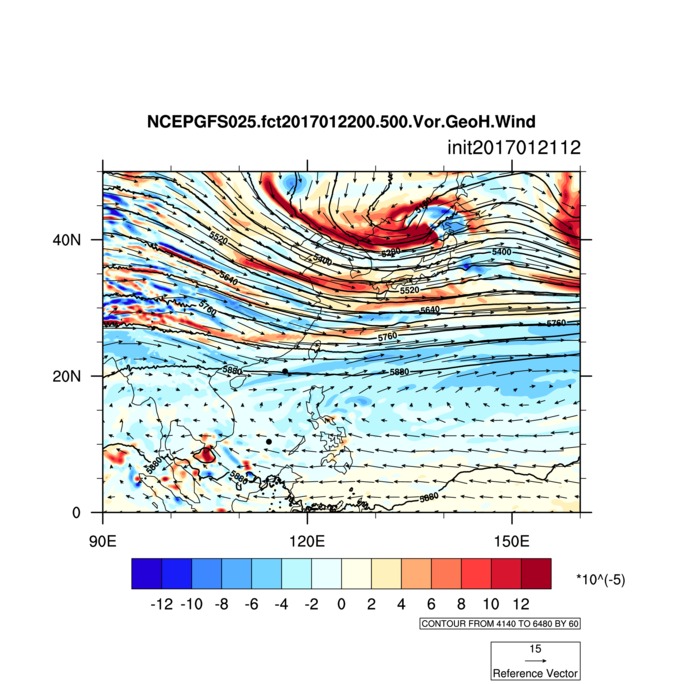 NCEPGFS025.fct2017012200.500.Vor.GeoH.Wind
init2017012112
40N
20N
0
90E 120E 150E
5520
5400
5280
5400
5640
5520
5760
5640
5760
5760
5880
5880
5880
5880
5880
-12 -10 -8 -6 -4 -2 0 2 4 6 8 10 12
*10^(-5)
CONTOUR FROM 4140 TO 6480 BY 60
15
Reference Vector